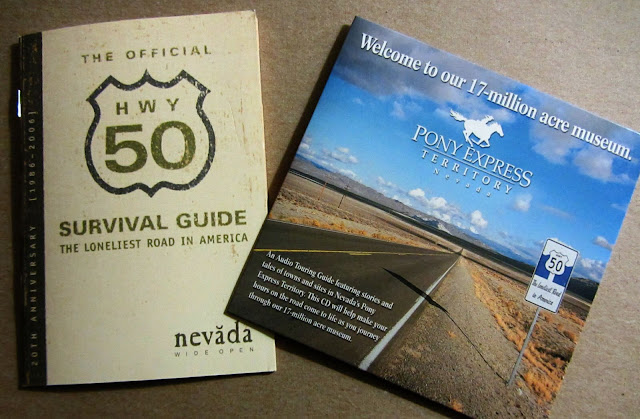 20TH ANNIVERSARY [1986-2006]
THE OFFICIAL
HWY
50
SURVIVAL GUIDE
THE LONELIEST ROAD IN AMERICA
nevăda
WIDE OPEN
Welcome to our 17-million acre museum.
PONY EXPRESS
TERRITORY
Nevada
50
The Loneliest Road
in America
An Audio Touring Guide featuring stories and
tales of towns and sites in Nevada's Pony
Express Territory. This CD will help make your
hours on the road come to life as you journey
through our 17-million acre museum.